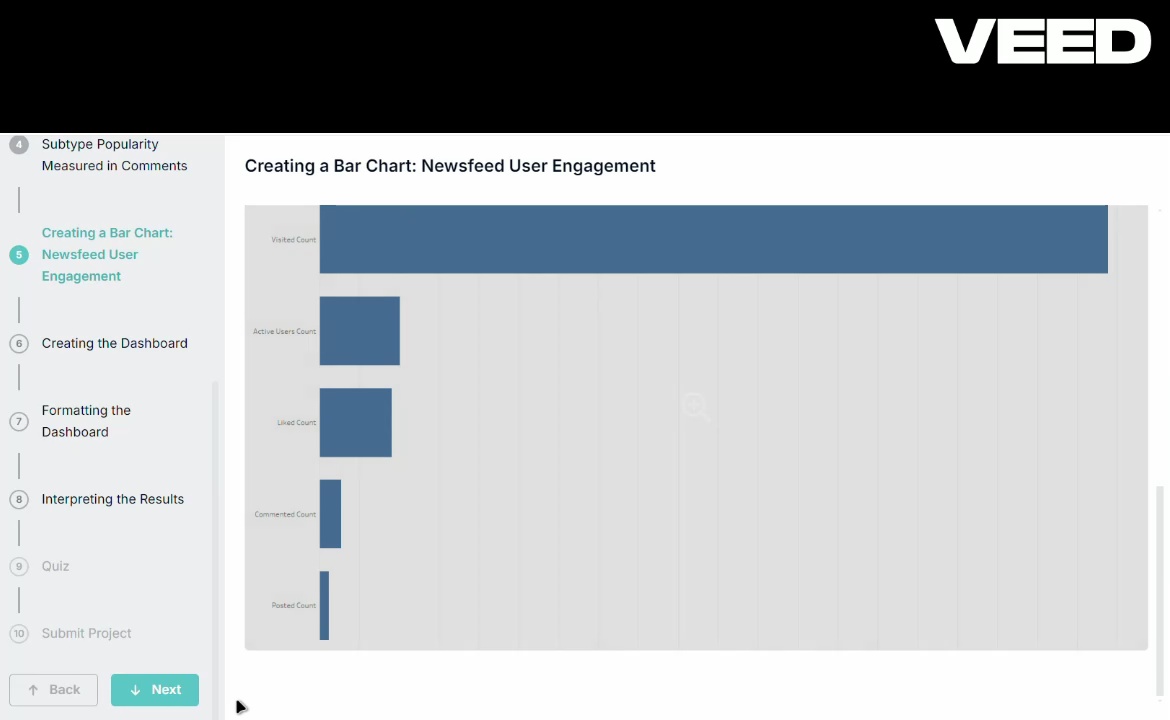 VEED
4
Subtype Popularity
Measured in Comments
Creating a Bar Chart: Newsfeed User Engagement
5
Creating a Bar Chart:
Newsfeed User
Engagement
6
Creating the Dashboard
7
Formatting the
Dashboard
8
Interpreting the Results
9
Quiz
10
Submit Project
Back
Next
Visited Count
Active Users Count
Liked Count
Commented Count
Posted Count